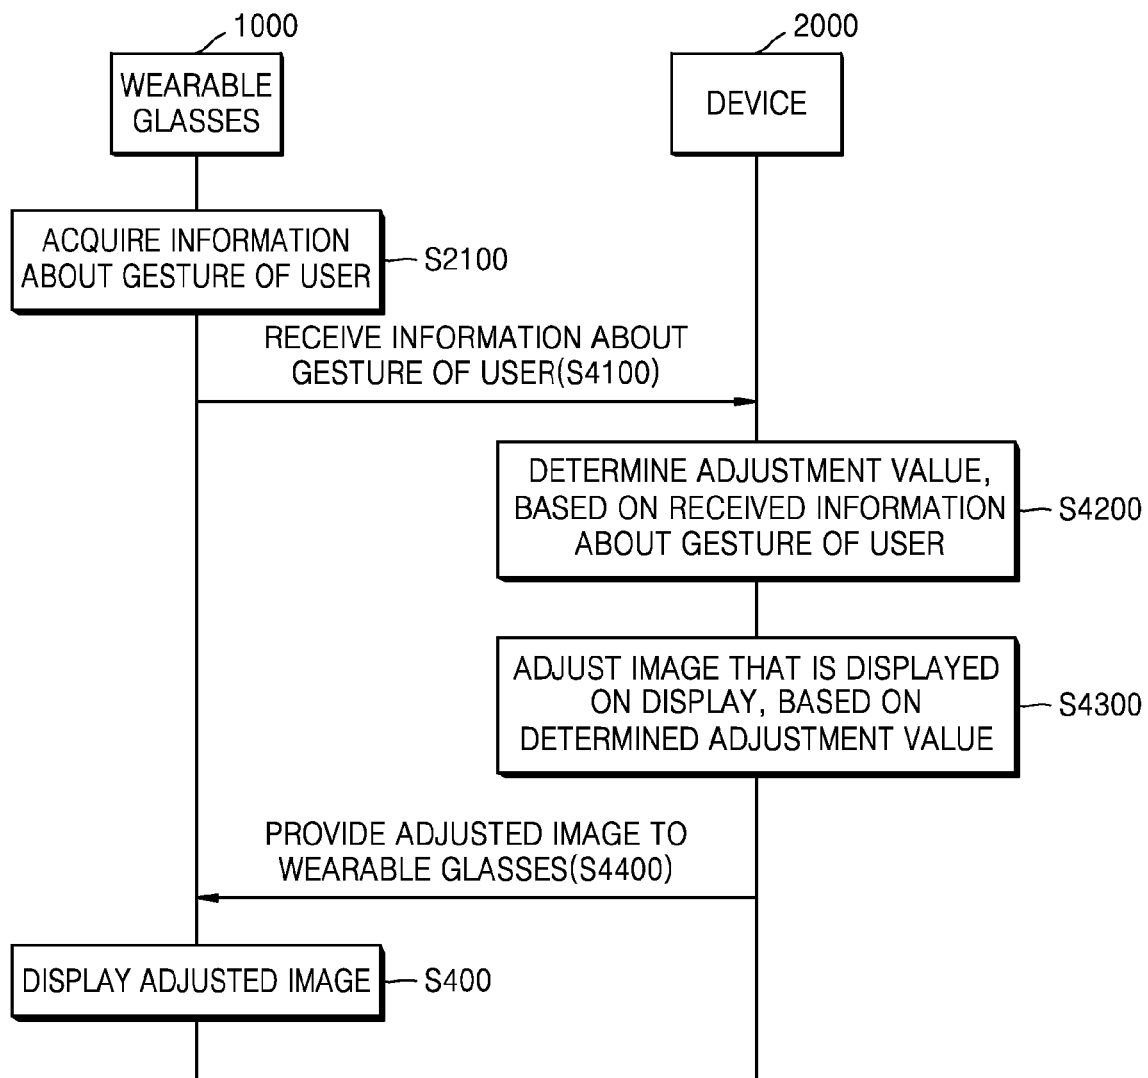 1000
2000
WEARABLE
GLASSES
DEVICE
ACQUIRE INFORMATION
ABOUT GESTURE OF USER
S2100
RECEIVE INFORMATION ABOUT
GESTURE OF USER(S4100)
DETERMINE ADJUSTMENT VALUE,
BASED ON RECEIVED INFORMATION
ABOUT GESTURE OF USER
S4200
ADJUST IMAGE THAT IS DISPLAYED
ON DISPLAY, BASED ON
DETERMINED ADJUSTMENT VALUE
S4300
PROVIDE ADJUSTED IMAGE TO
WEARABLE GLASSES(S4400)
DISPLAY ADJUSTED IMAGE
S400